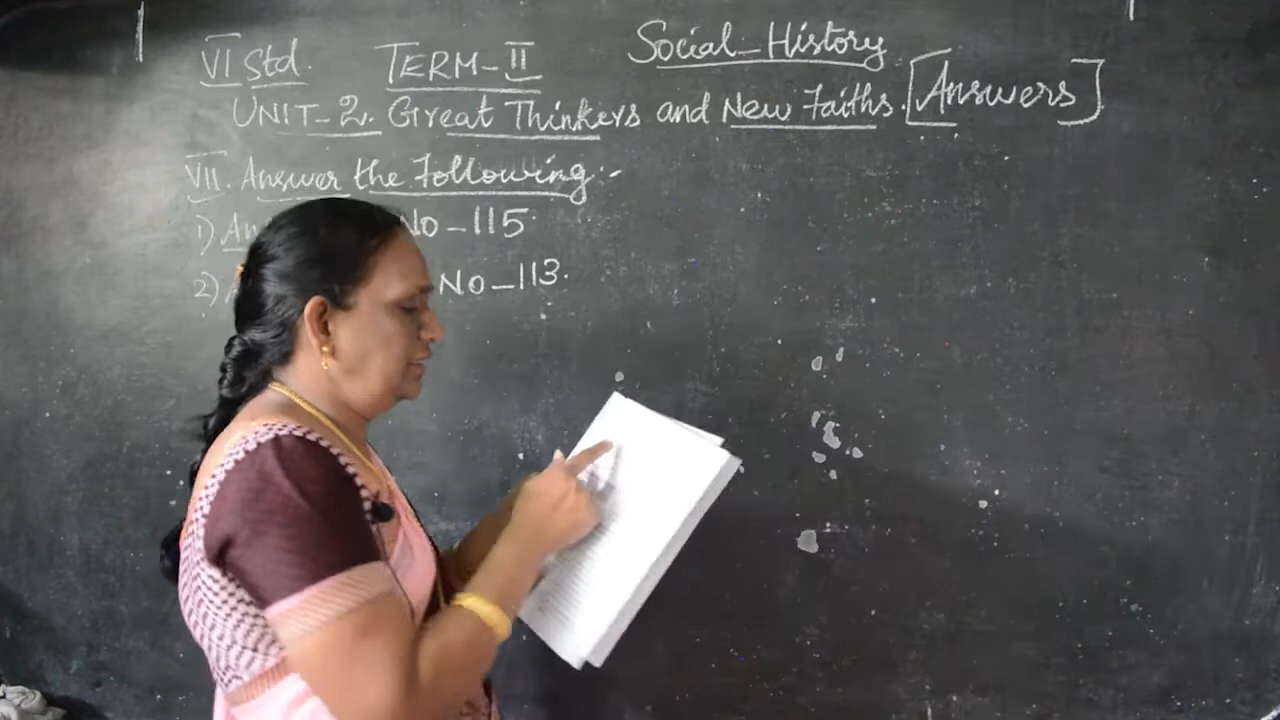 VI Std. TERM-II Social-History
UNIT-2. Great Thinkers and New Faiths. [Answers]
VII. Answer the Following:-
1) No-115
2) No-113.